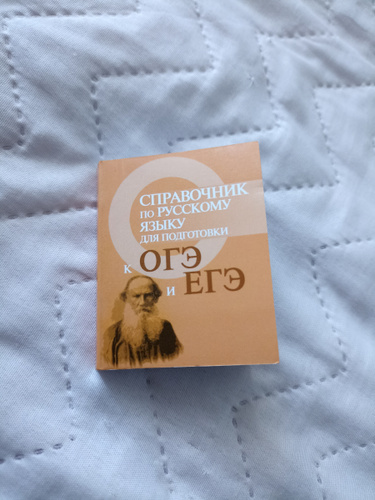 СПРАВОЧНИК
ПО РУССКОМУ
ЯЗЫКУ
ДЛЯ ПОДГОТОВКИ
К ОГЭ
И ЕГЭ